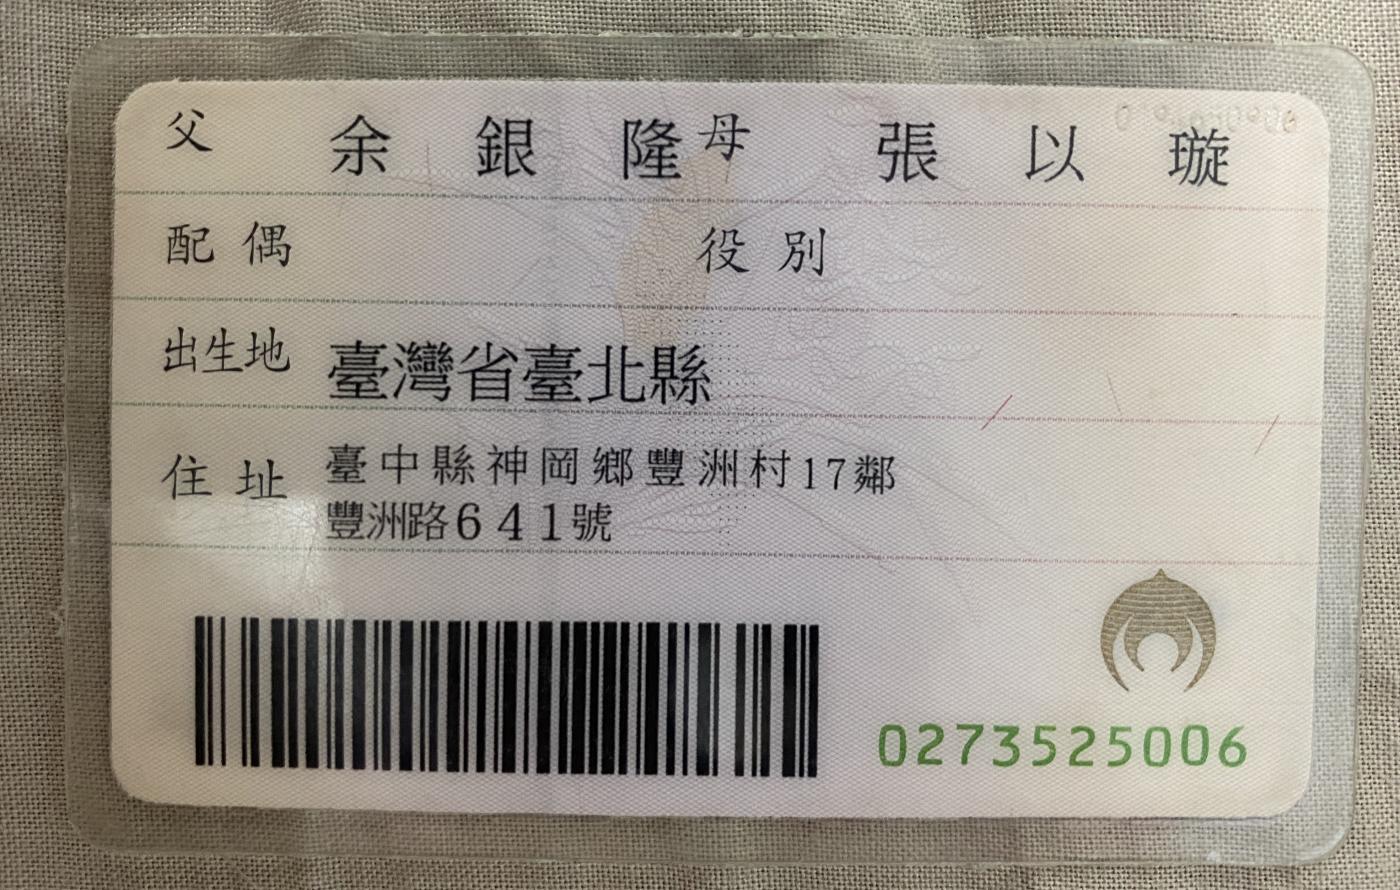 父 余銀隆 母 張以璇
配偶 役別
出生地 臺灣省臺北縣
住址 臺中縣神岡鄉豐洲村17鄰
豐洲路641號
0273525006